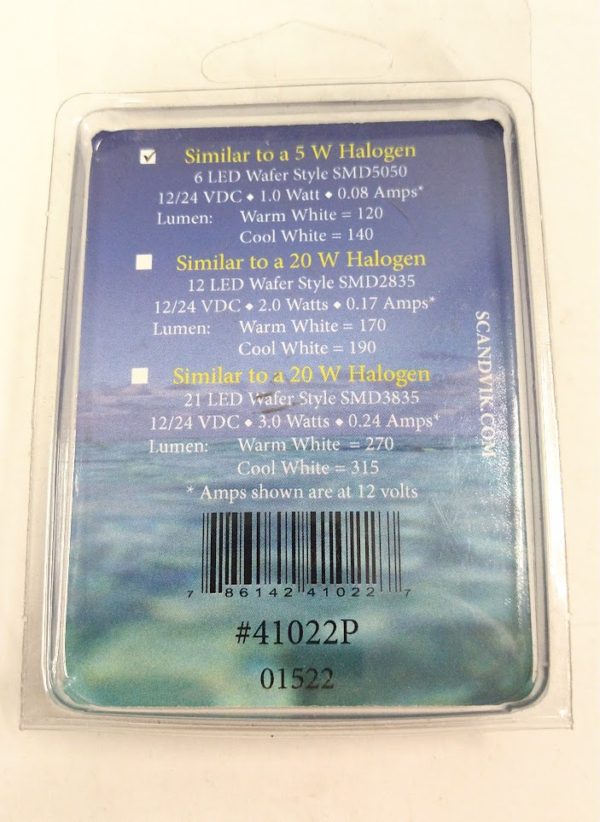 Similar to a 5 W Halogen
6 LED Wafer Style SMD5050
12/24 VDC ⬥ 1.0 Watt ⬥ 0.08 Amps*
Lumen: Warm White = 120
Cool White = 140
Similar to a 20 W Halogen
12 LED Wafer Style SMD2835
12/24 VDC ⬥ 2.0 Watts ⬥ 0.17 Amps*
Lumen: Warm White = 170
Cool White = 190
Similar to a 20 W Halogen
21 LED Wafer Style SMD3835
12/24 VDC ⬥ 3.0 Watts ⬥ 0.24 Amps*
Lumen: Warm White = 270
Cool White = 315
* Amps shown are at 12 volts
SCANDVIK.COM
7 86142 41022 7
#41022P
01522